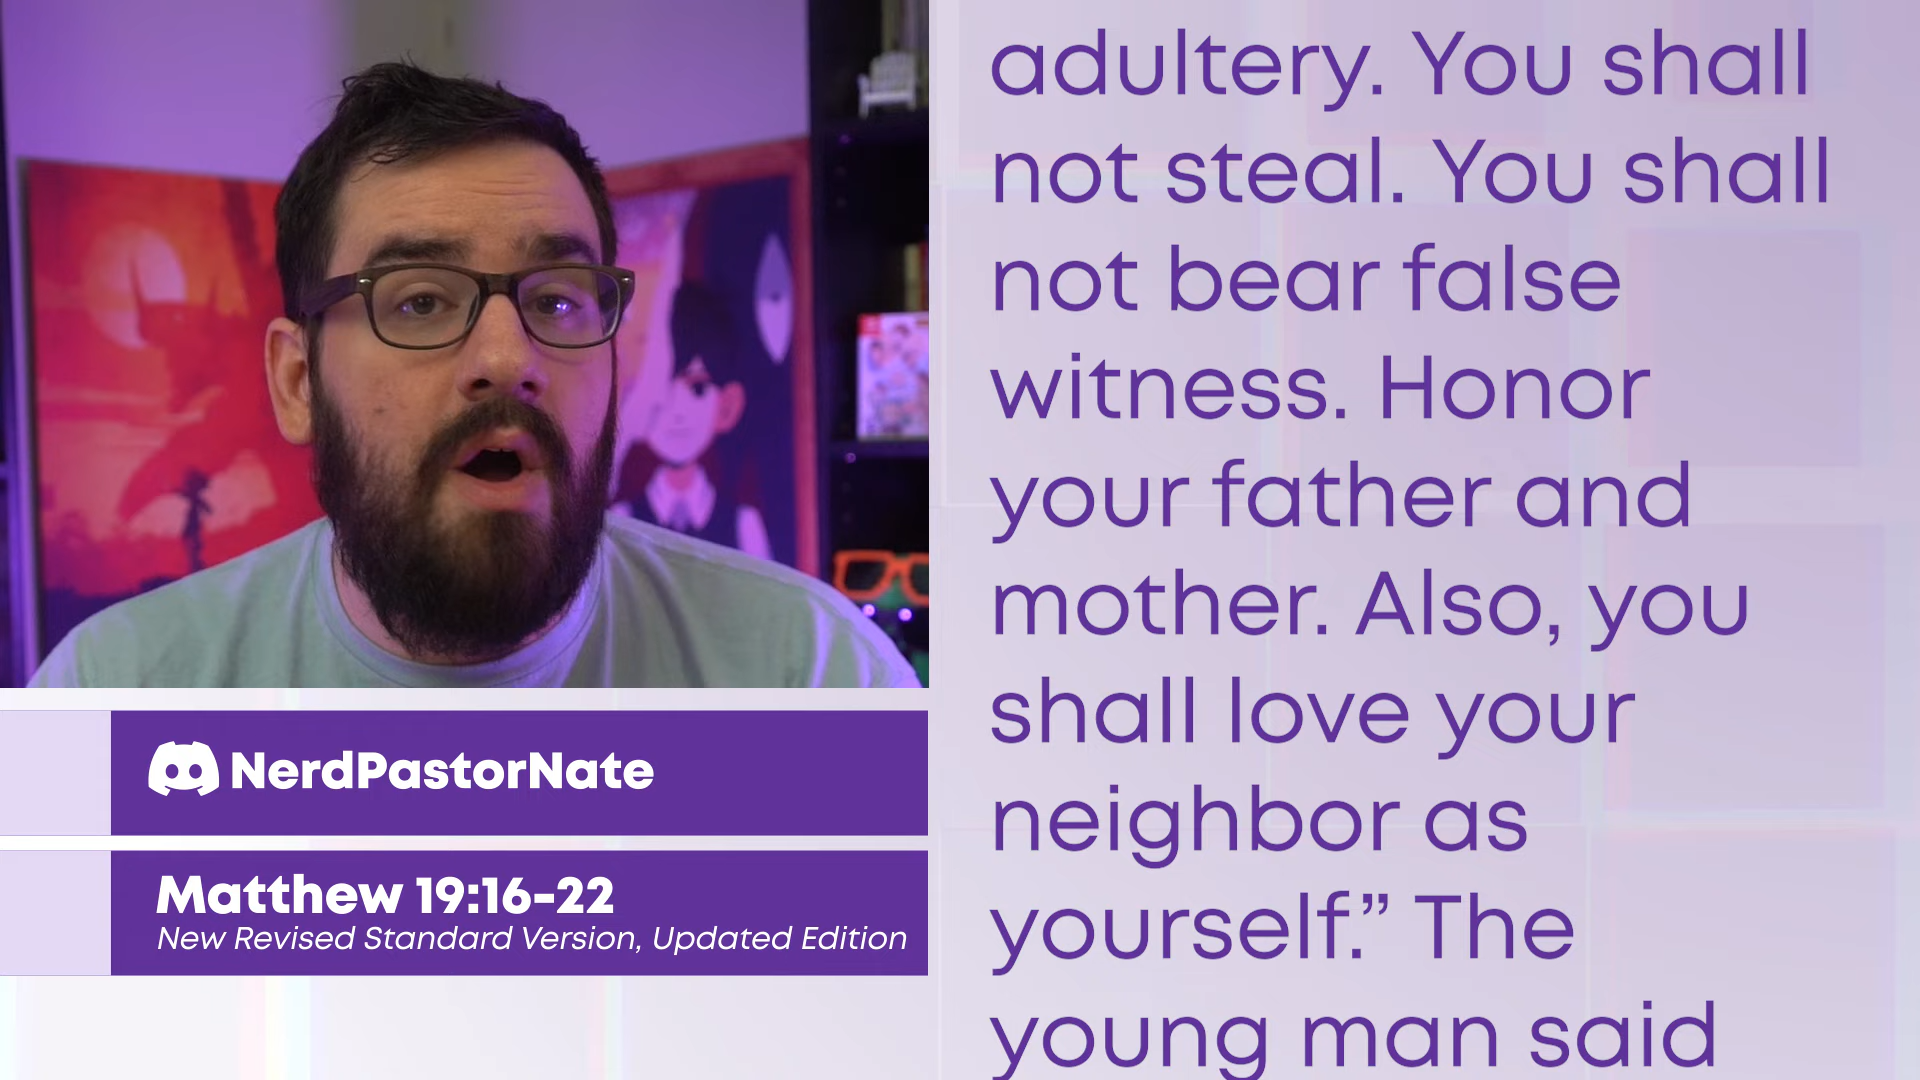 adultery. You shall
not steal. You shall
not bear false
witness. Honor
your father and
mother. Also, you
shall love your
neighbor as
yourself.” The
young man said
NerdPastorNate
Matthew 19:16-22
New Revised Standard Version, Updated Edition